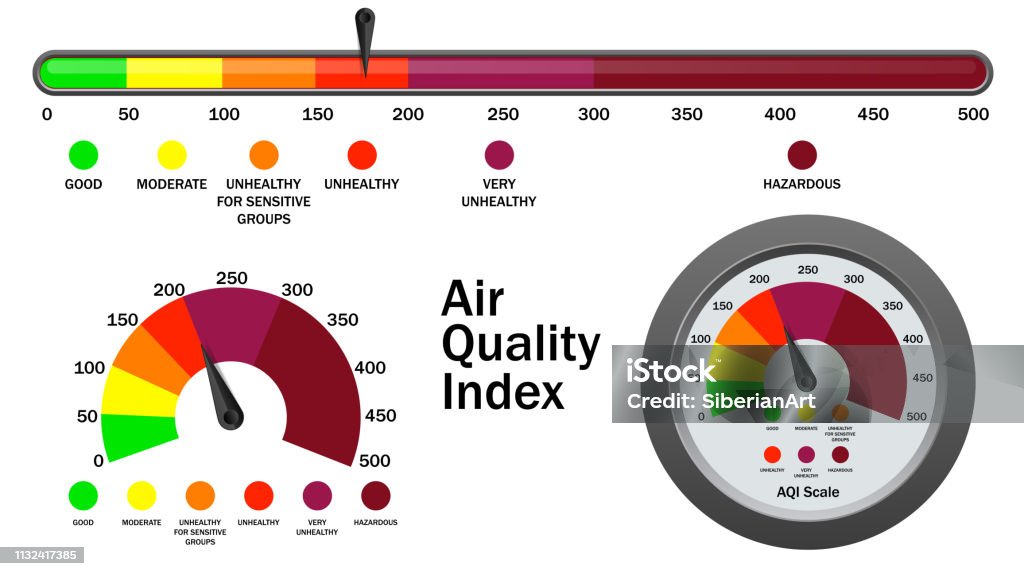 0 50 100 150 200 250 300 350 400 450 500
GOOD MODERATE UNHEALTHY UNHEALTHY VERY HAZARDOUS
FOR SENSITIVE UNHEALTHY
GROUPS
250
200 300
150 350
100 400
50 450
0 500
GOOD MODERATE UNHEALTHY UNHEALTHY VERY HAZARDOUS
FOR SENSITIVE UNHEALTHY
GROUPS
Air
Quality
Index
250
200 300
150 350
100 400
450
0 500
GOOD MODERATE UNHEALTHY
FOR SENSITIVE
GROUPS
UNHEALTHY VERY HAZARDOUS
UNHEALTHY
AQI Scale
iStock™
Credit: SiberianArt
1132417385